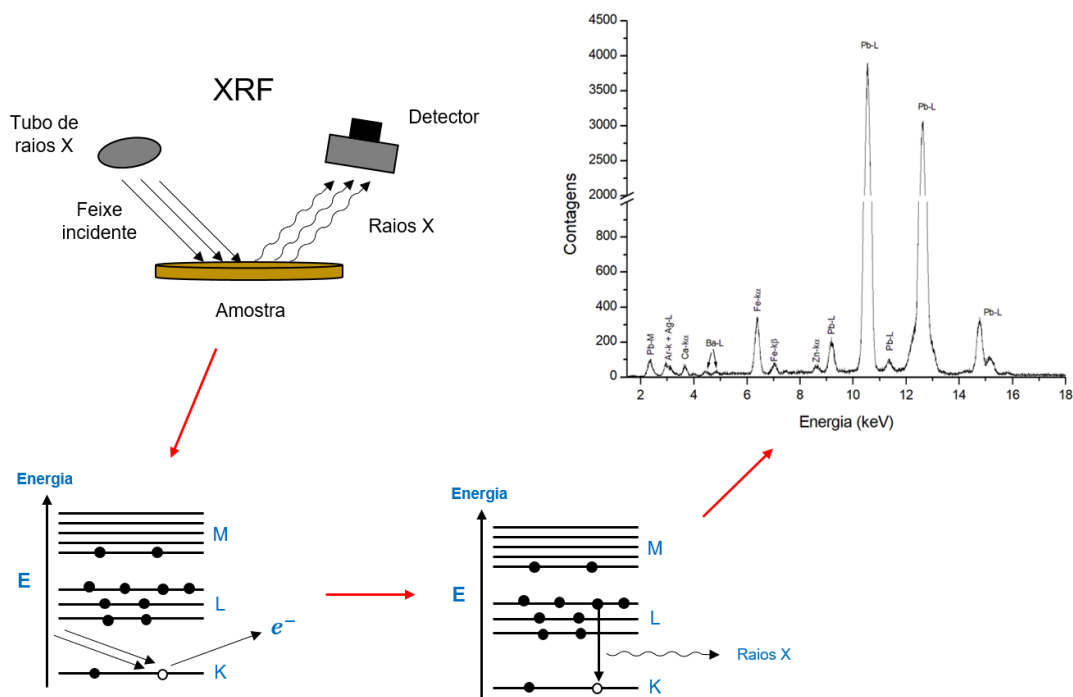 XRF
Tubo de
raios X
Detector
Feixe
incidente
Raios X
Amostra
4500
4000
3500
3000
2500
2000
800
600
400
200
0
Contagens
Pb-M
Ar-k + Ag-L
Ca-kα
Ba-L
Fe-kα
Fe-kβ
Zn-kα
Pb-L
Pb-L
Pb-L
Pb-L
Pb-L
2 4 6 8 10 12 14 16 18
Energia (keV)
Energia
E
M
L
K
e⁻
Energia
E
M
L
K
Raios X